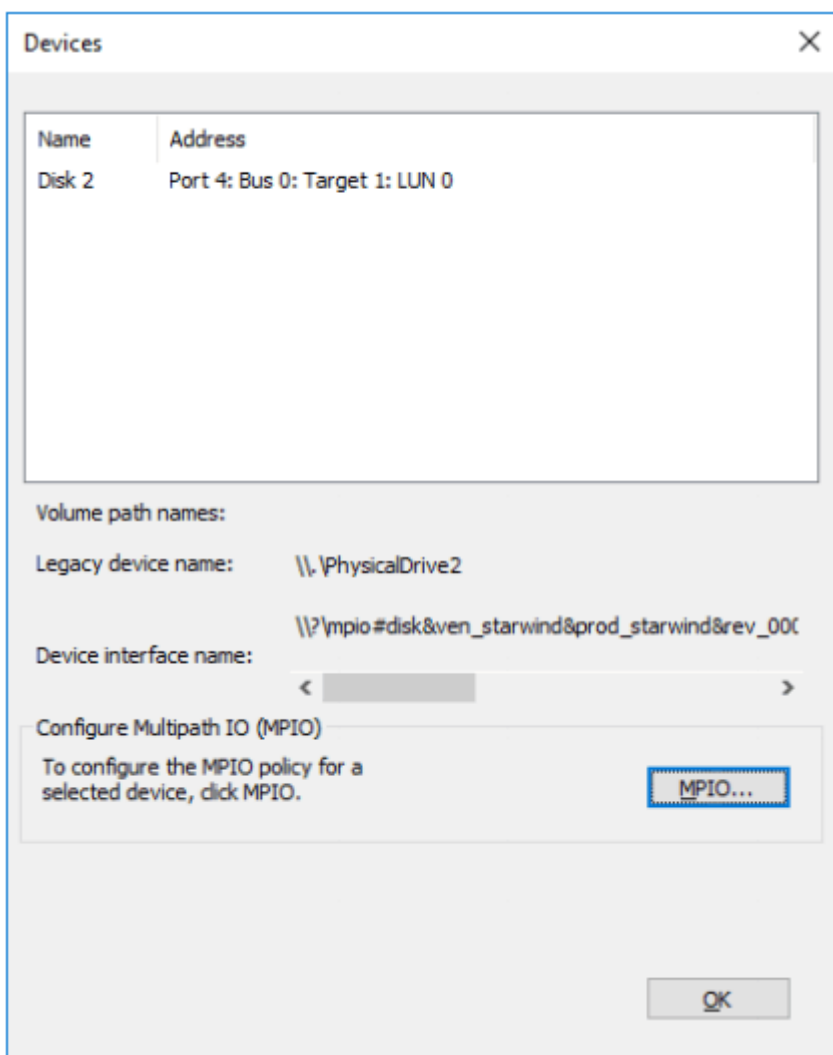 Devices
Name Address
Disk 2 Port 4: Bus 0: Target 1: LUN 0
Volume path names:
Legacy device name: \\.\PhysicalDrive2
\\?\mpio#disk&ven_starwind&prod_starwind&rev_000
Device interface name:
Configure Multipath IO (MPIO)
To configure the MPIO policy for a
selected device, click MPIO.
MPIO...
OK